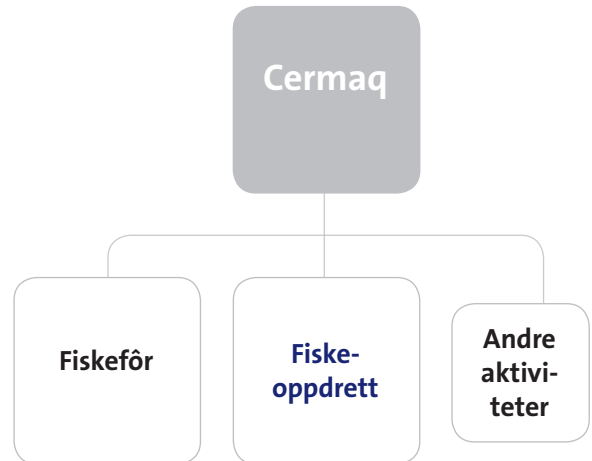 Cermaq
Fiskefôr
Fiske-
oppdrett
Andre
aktivi-
teter